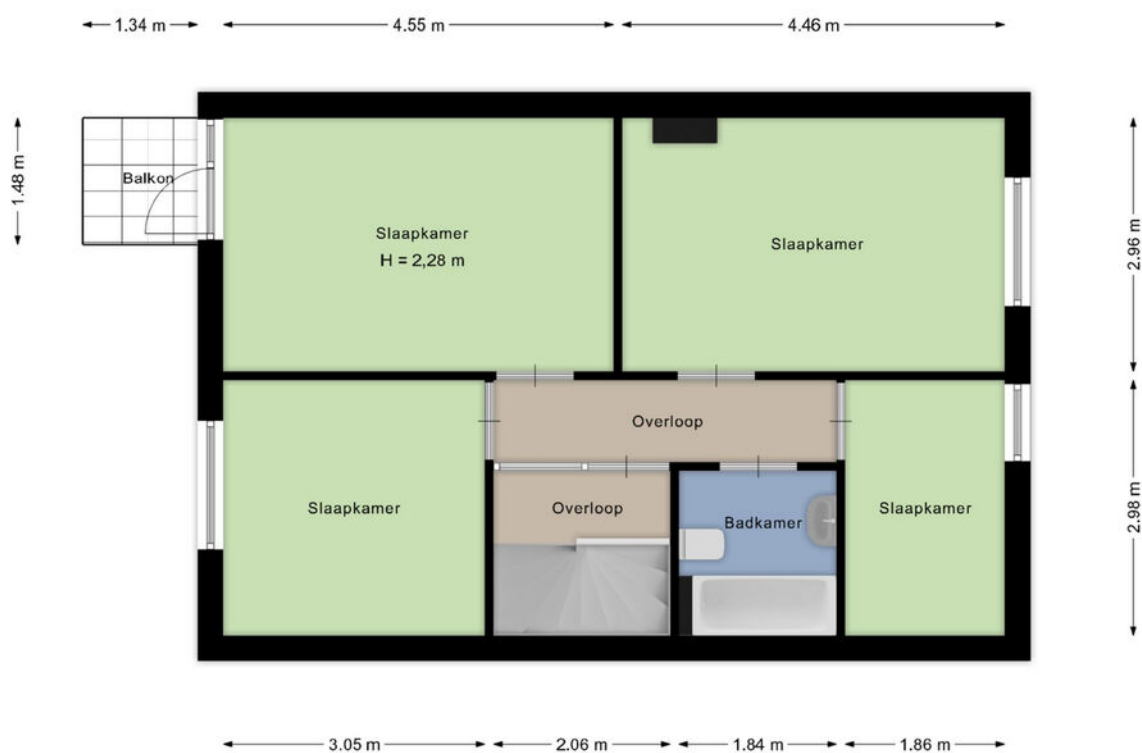 1.34 m
4.55 m
4.46 m
1.48 m
Balkon
Slaapkamer
H = 2,28 m
Slaapkamer
2.96 m
Overloop
Slaapkamer
Overloop
Badkamer
Slaapkamer
2.98 m
3.05 m
2.06 m
1.84 m
1.86 m